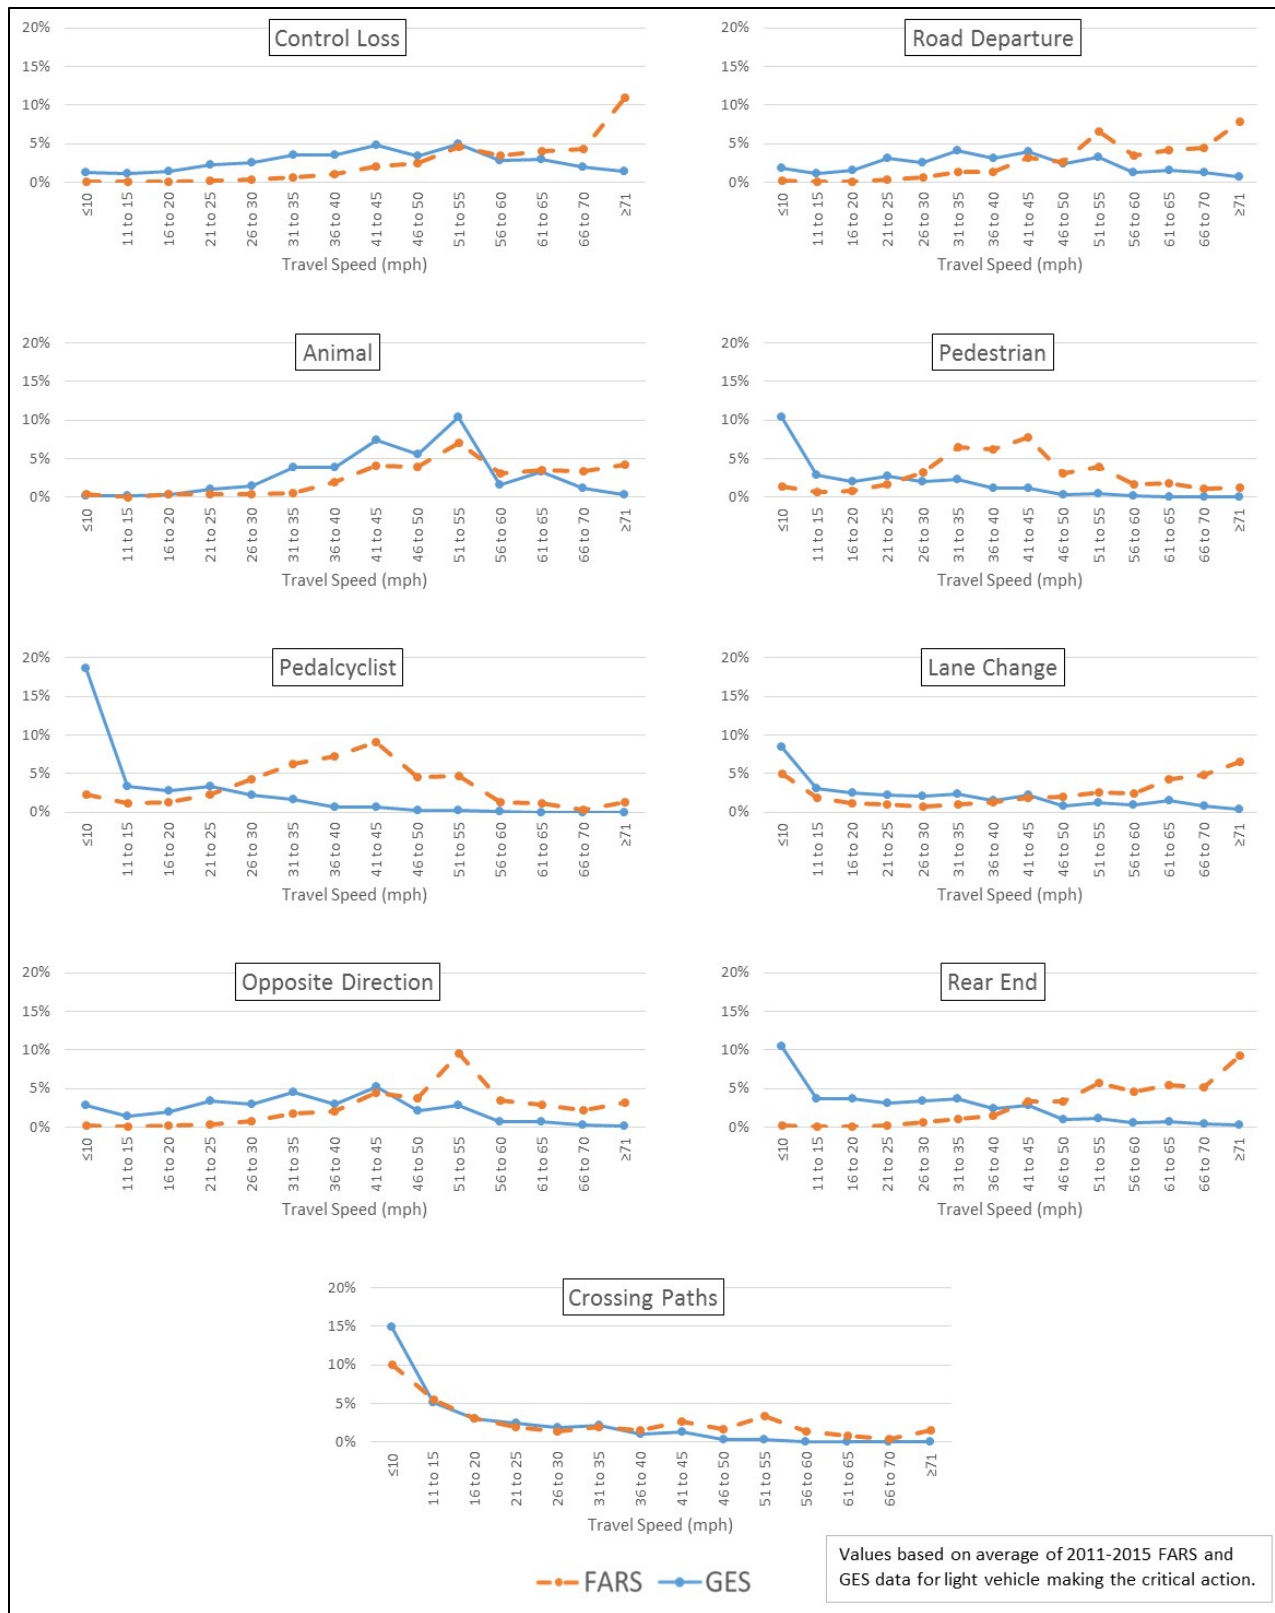 Control Loss
20%
15%
10%
5%
0%
≤10
11 to 15
16 to 20
21 to 25
26 to 30
31 to 35
36 to 40
41 to 45
46 to 50
51 to 55
56 to 60
61 to 65
66 to 70
≥71
Travel Speed (mph)
Road Departure
20%
15%
10%
5%
0%
≤10
11 to 15
16 to 20
21 to 25
26 to 30
31 to 35
36 to 40
41 to 45
46 to 50
51 to 55
56 to 60
61 to 65
66 to 70
≥71
Travel Speed (mph)
Animal
20%
15%
10%
5%
0%
≤10
11 to 15
16 to 20
21 to 25
26 to 30
31 to 35
36 to 40
41 to 45
46 to 50
51 to 55
56 to 60
61 to 65
66 to 70
≥71
Travel Speed (mph)
Pedestrian
20%
15%
10%
5%
0%
≤10
11 to 15
16 to 20
21 to 25
26 to 30
31 to 35
36 to 40
41 to 45
46 to 50
51 to 55
56 to 60
61 to 65
66 to 70
≥71
Travel Speed (mph)
Pedalcyclist
20%
15%
10%
5%
0%
≤10
11 to 15
16 to 20
21 to 25
26 to 30
31 to 35
36 to 40
41 to 45
46 to 50
51 to 55
56 to 60
61 to 65
66 to 70
≥71
Travel Speed (mph)
Lane Change
20%
15%
10%
5%
0%
≤10
11 to 15
16 to 20
21 to 25
26 to 30
31 to 35
36 to 40
41 to 45
46 to 50
51 to 55
56 to 60
61 to 65
66 to 70
≥71
Travel Speed (mph)
Opposite Direction
20%
15%
10%
5%
0%
≤10
11 to 15
16 to 20
21 to 25
26 to 30
31 to 35
36 to 40
41 to 45
46 to 50
51 to 55
56 to 60
61 to 65
66 to 70
≥71
Travel Speed (mph)
Rear End
20%
15%
10%
5%
0%
≤10
11 to 15
16 to 20
21 to 25
26 to 30
31 to 35
36 to 40
41 to 45
46 to 50
51 to 55
56 to 60
61 to 65
66 to 70
≥71
Travel Speed (mph)
Crossing Paths
20%
15%
10%
5%
0%
≤10
11 to 15
16 to 20
21 to 25
26 to 30
31 to 35
36 to 40
41 to 45
46 to 50
51 to 55
56 to 60
61 to 65
66 to 70
≥71
Travel Speed (mph)
FARS GES
Values based on average of 2011-2015 FARS and
GES data for light vehicle making the critical action.